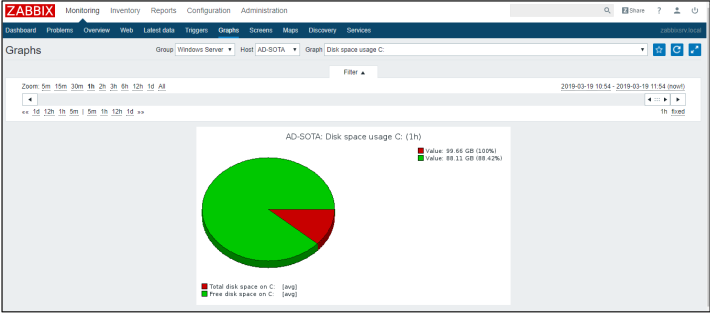 ZABBIX Monitoring Inventory Reports Configuration Administration Share ?
Dashboard Problems Overview Web Latest data Triggers Graphs Screens Maps Discovery Services zabbixsrv.local
Graphs Group Windows Server Host AD-SOTA Graph Disk space usage C:
Filter
Zoom: 5m 15m 30m 1h 2h 3h 6h 12h 1d All 2019-03-19 10:54 - 2019-03-19 11:54 (now!)
«« 1d 12h 1h 5m | 5m 1h 12h 1d »» 1h fixed
AD-SOTA: Disk space usage C: (1h)
Value: 99.66 GB (100%)
Value: 88.11 GB (88.42%)
Total disk space on C: [avg]
Free disk space on C: [avg]